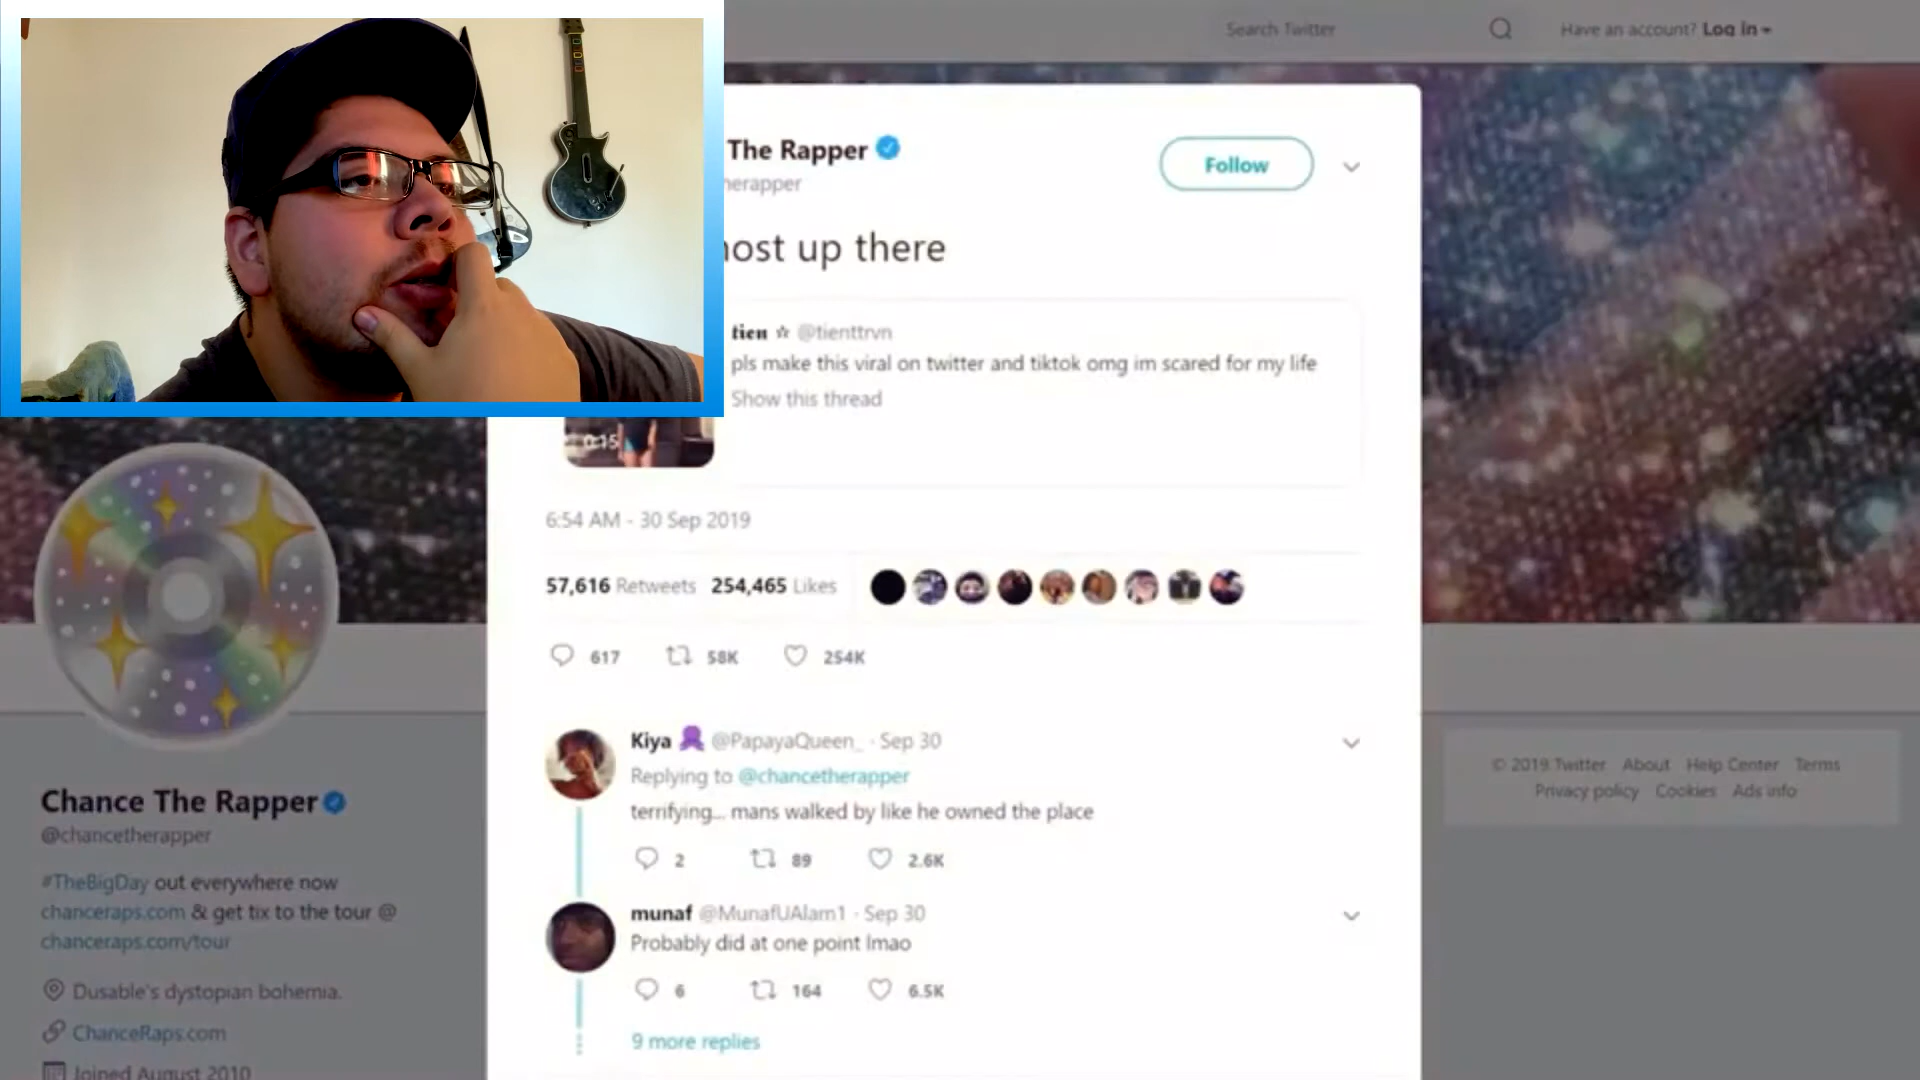 Search Twitter
Have an account? Log In
The Rapper
herapper
Follow
host up there
tien ☆ @tienttrvn
pls make this viral on twitter and tiktok omg im scared for my life
Show this thread
0:15
6:54 AM - 30 Sep 2019
57,616 Retweets 254,465 Likes
617 58K 254K
Kiya @PapayaQueen_ · Sep 30
Replying to @chancetherapper
terrifying... mans walked by like he owned the place
2 89 2.6K
munaf @MunafUAlam1 · Sep 30
Probably did at one point lmao
6 164 6.5K
9 more replies
Chance The Rapper
@chancetherapper
#TheBigDay out everywhere now
chanceraps.com & get tix to the tour @
chanceraps.com/tour
Dusable's dystopian bohemia.
ChanceRaps.com
Joined August 2010
© 2019 Twitter About Help Center Terms
Privacy policy Cookies Ads info